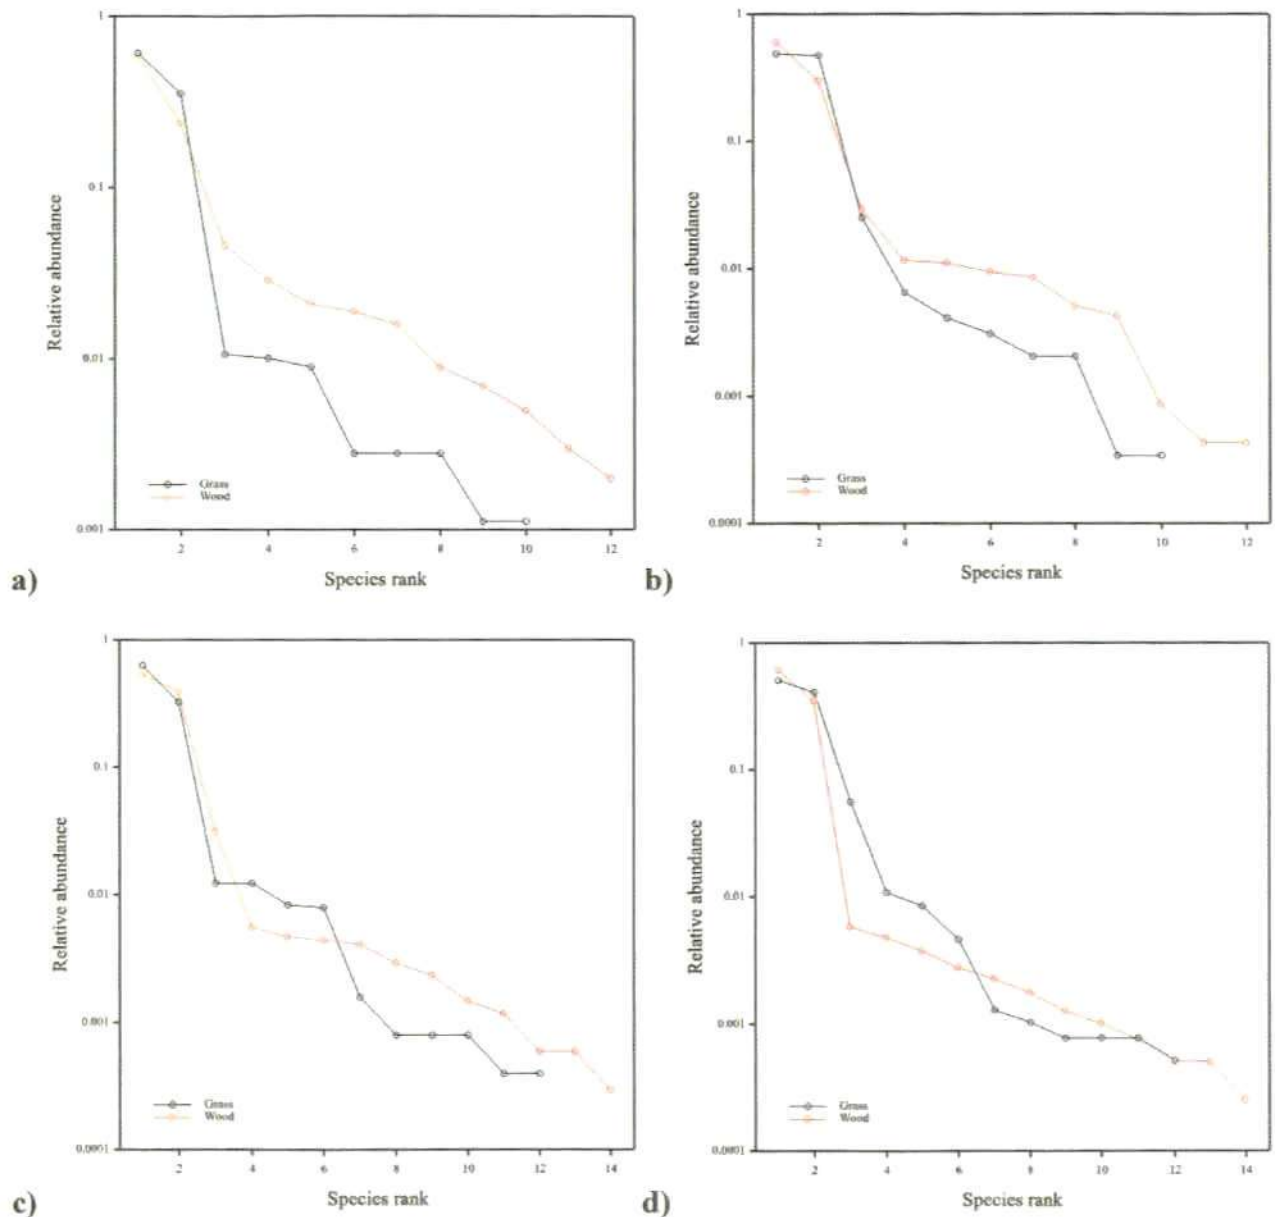 1
0.1
0.01
0.001
Relative abundance
Grass
Wood
2 4 6 8 10 12
Species rank
a)
1
0.1
0.01
0.001
0.0001
Relative abundance
Grass
Wood
2 4 6 8 10 12
Species rank
b)
1
0.1
0.01
0.001
0.0001
Relative abundance
Grass
Wood
2 4 6 8 10 12 14
Species rank
c)
1
0.1
0.01
0.001
0.0001
Relative abundance
Grass
Wood
2 4 6 8 10 12 14
Species rank
d)